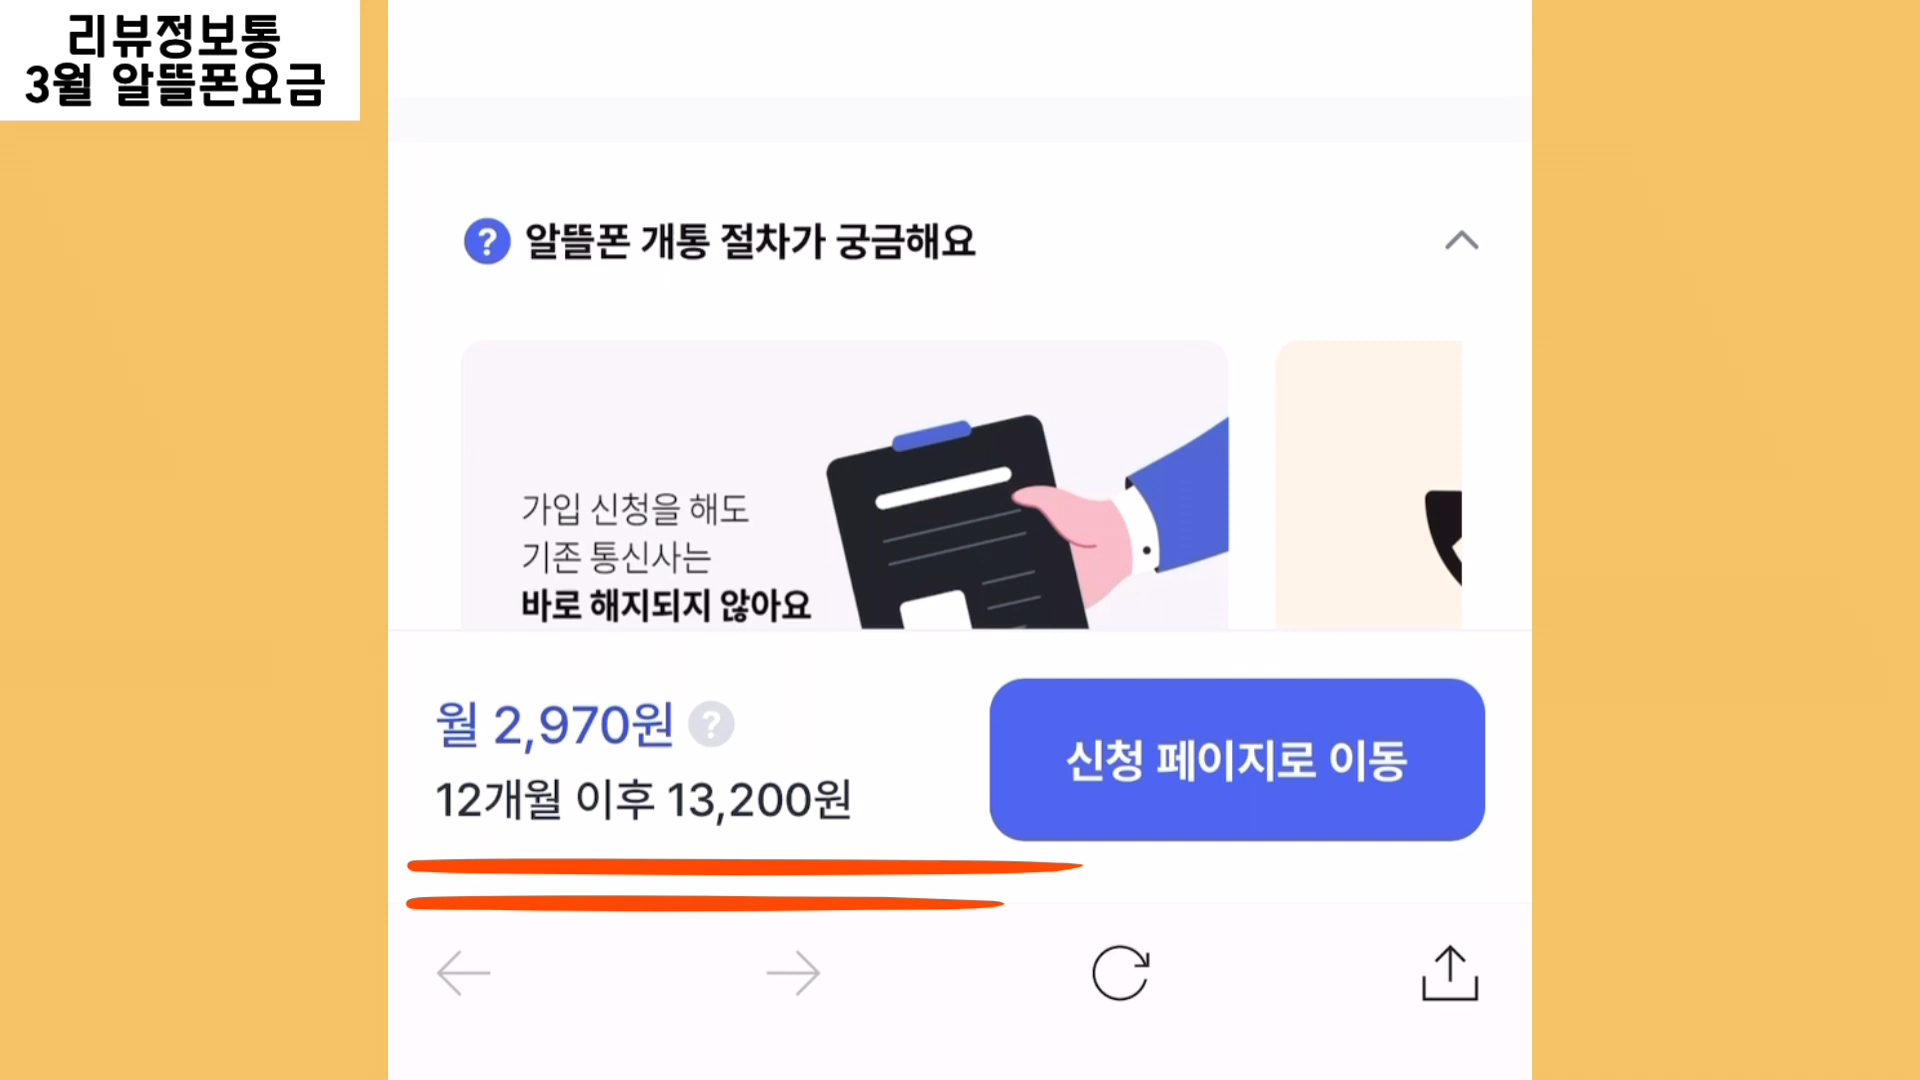 리뷰정보통
3월 알뜰폰요금
? 알뜰폰 개통 절차가 궁금해요
가입 신청을 해도
기존 통신사는
바로 해지되지 않아요
월 2,970원 ?
12개월 이후 13,200원
신청 페이지로 이동